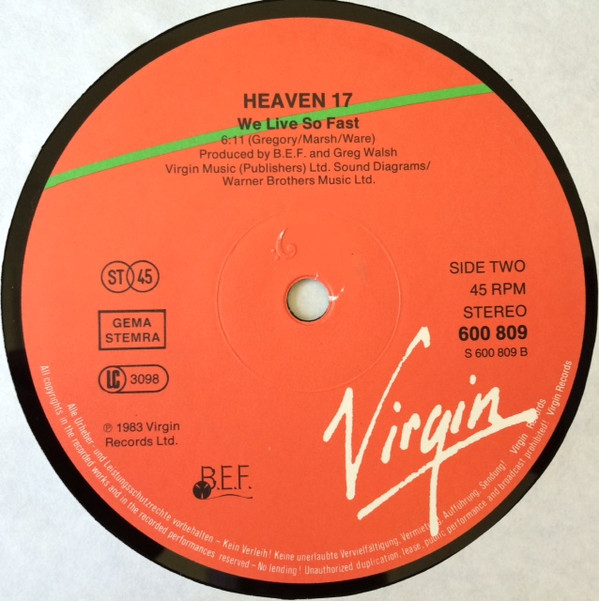 HEAVEN 17
We Live So Fast
6:11 (Gregory/Marsh/Ware)
Produced by B.E.F. and Greg Walsh
Virgin Music (Publishers) Ltd. Sound Diagrams/
Warner Brothers Music Ltd.
ST 45
GEMA
STEMRA
LC 3098
℗ 1983 Virgin
Records Ltd.
SIDE TWO
45 RPM
STEREO
600 809
S 600 809 B
B.E.F.
Virgin
Alle Urheber- und Leistungsschutzrechte vorbehalten – Kein Verleih! Keine unerlaubte Vervielfältigung, Vermietung, Aufführung, Sendung! Virgin Records
All copyrights in the recorded works and in the recorded performances reserved – No lending! Unauthorized duplication, lease, public performance and broadcast prohibited! Virgin Records